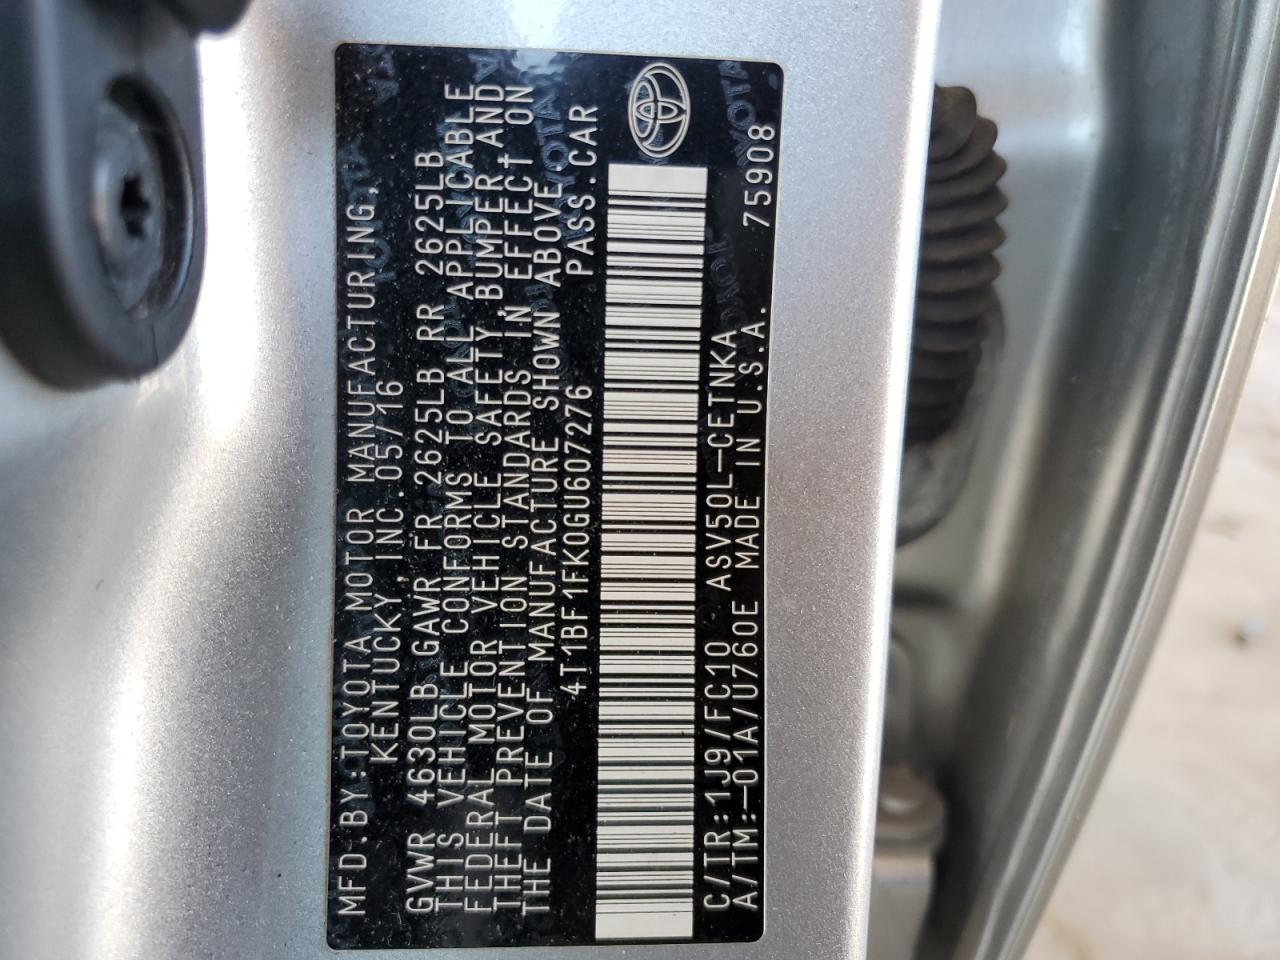 MFD.BY:TOYOTA MOTOR MANUFACTURING,
KENTUCKY INC.05/16
GVWR 4630LB GAWR FR 2625LB RR 2625LB
THIS VEHICLE CONFORMS TO ALL APPLICABLE
FEDERAL MOTOR VEHICLE SAFETY,BUMPER,AND
THEFT PREVENTION STANDARDS IN EFFECT ON
THE DATE OF MANUFACTURE SHOWN ABOVE.
4T1BF1FK0GU607276 PASS.CAR
C/TR:1J9/FC10 ASV50L-CETNKA
A/TM:-01A/U760E MADE IN U.S.A. 75908